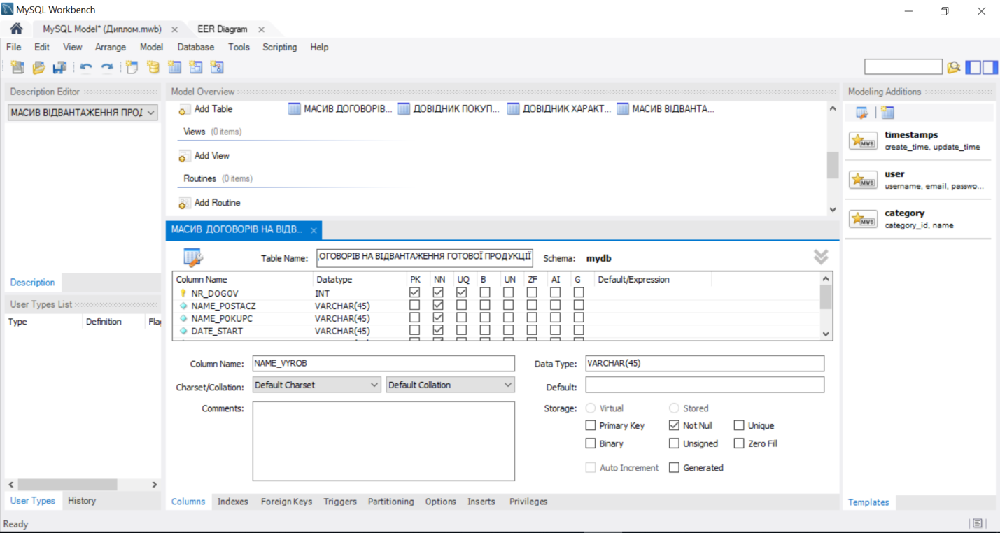 MySQL Workbench
MySQL Model* (Диплом.mwb)
EER Diagram
File Edit View Arrange Model Database Tools Scripting Help
Description Editor
МАСИВ ВІДВАНТАЖЕННЯ ПРОД
Description
User Types List
Type Definition Flag
User Types History
Model Overview
Add Table
МАСИВ ДОГОВОРІВ... ДОВІДНИК ПОКУП... ДОВІДНИК ХАРАКТ... МАСИВ ВІДВАНТА...
Views (0 items)
Add View
Routines (0 items)
Add Routine
МАСИВ ДОГОВОРІВ НА ВІДВ...
Table Name: ОГОВОРІВ НА ВІДВАНТАЖЕННЯ ГОТОВОЇ ПРОДУКЦІЇ Schema: mydb
Column Name Datatype PK NN UQ B UN ZF AI G Default/Expression
NR_DOGOV INT
NAME_POSTACZ VARCHAR(45)
NAME_POKUPC VARCHAR(45)
DATE_START VARCHAR(45)
Column Name: NAME_VYROB Data Type: VARCHAR(45)
Charset/Collation: Default Charset Default Collation Default:
Comments: Storage: Virtual Stored
Primary Key Not Null Unique
Binary Unsigned Zero Fill
Auto Increment Generated
Columns Indexes Foreign Keys Triggers Partitioning Options Inserts Privileges
Modeling Additions
MWB timestamps
create_time, update_time
MWB user
username, email, passwo...
MWB category
category_id, name
Templates
Ready